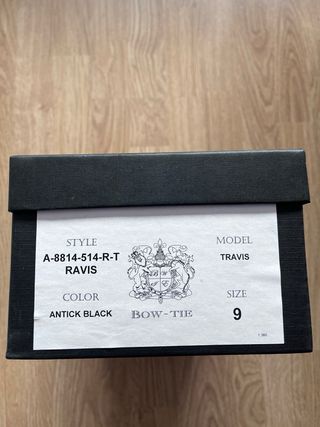 STYLE
A-8814-514-R-T
RAVIS
MODEL
TRAVIS
COLOR
ANTICK BLACK
BOW-TIE
SIZE
9